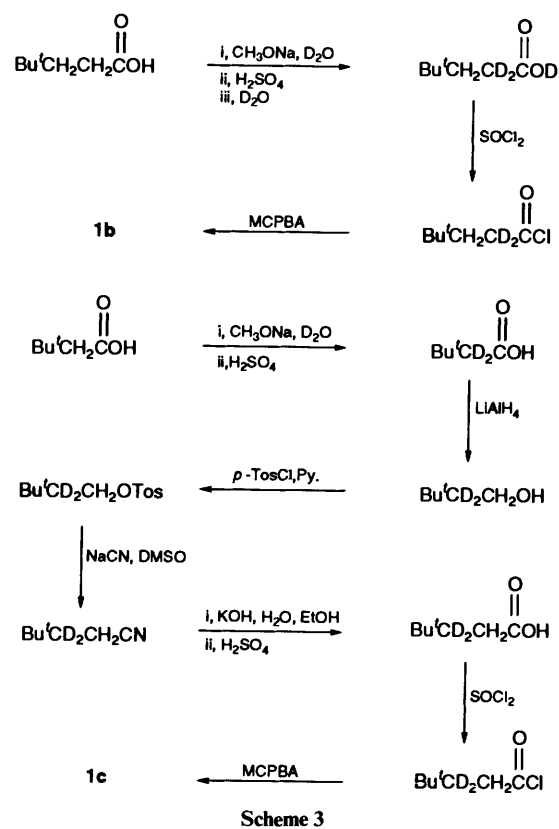 O
Bu^tCH₂CH₂COH
i, CH₃ONa, D₂O
ii, H₂SO₄
iii, D₂O
O
Bu^tCH₂CD₂COD
SOCl₂
O
Bu^tCH₂CD₂CCl
MCPBA
1b
O
Bu^tCH₂COH
i, CH₃ONa, D₂O
ii,H₂SO₄
O
Bu^tCD₂COH
LiAlH₄
Bu^tCD₂CH₂OH
p -TosCl,Py.
Bu^tCD₂CH₂OTos
NaCN, DMSO
Bu^tCD₂CH₂CN
i, KOH, H₂O, EtOH
ii, H₂SO₄
O
Bu^tCD₂CH₂COH
SOCl₂
O
Bu^tCD₂CH₂CCl
MCPBA
1c
Scheme 3